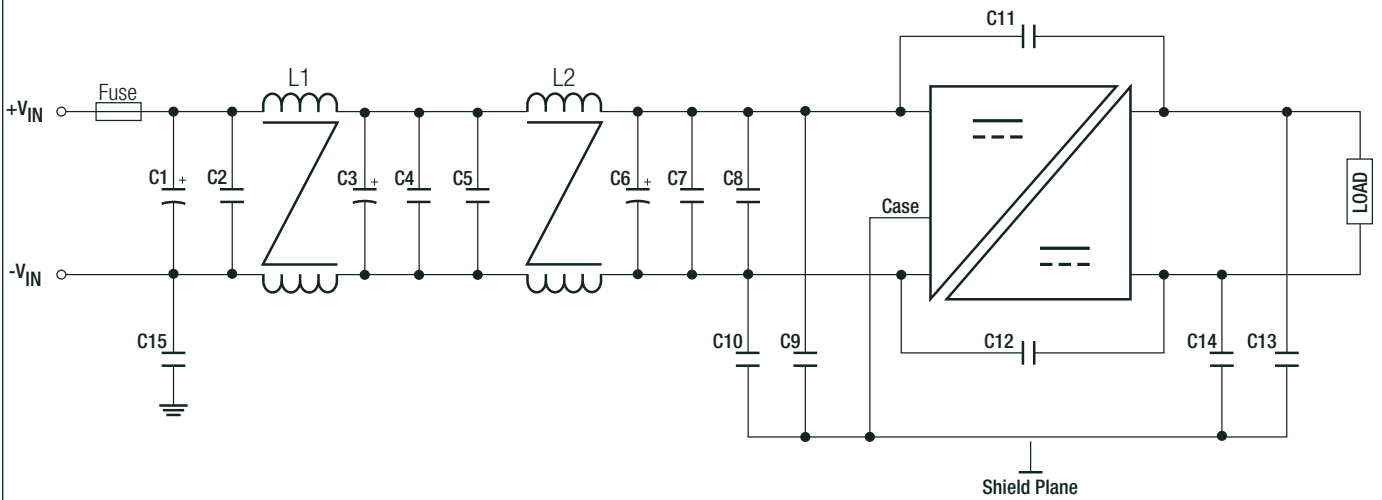 C11
L1
L2
Fuse
+VIN
C1 +
C2
C3 +
C4
C5
C6 +
C7
C8
Case
LOAD
-VIN
C15
C10
C9
C12
C14
C13
Shield Plane